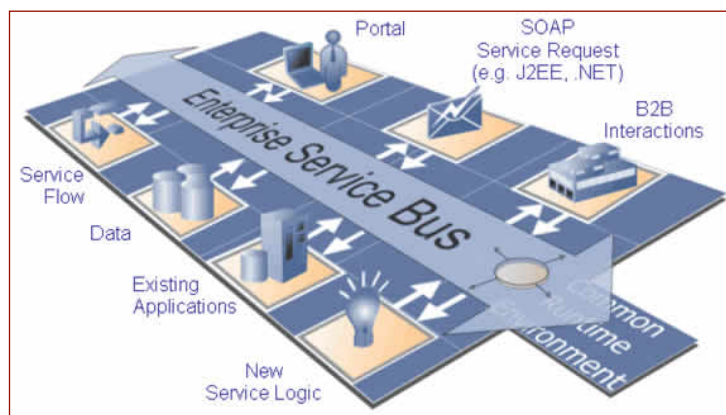 Portal
SOAP
Service Request
(e.g. J2EE, .NET)
B2B
Interactions
Enterprise Service Bus
Service
Flow
Data
Existing
Applications
New
Service Logic
Common
Runtime
Environment